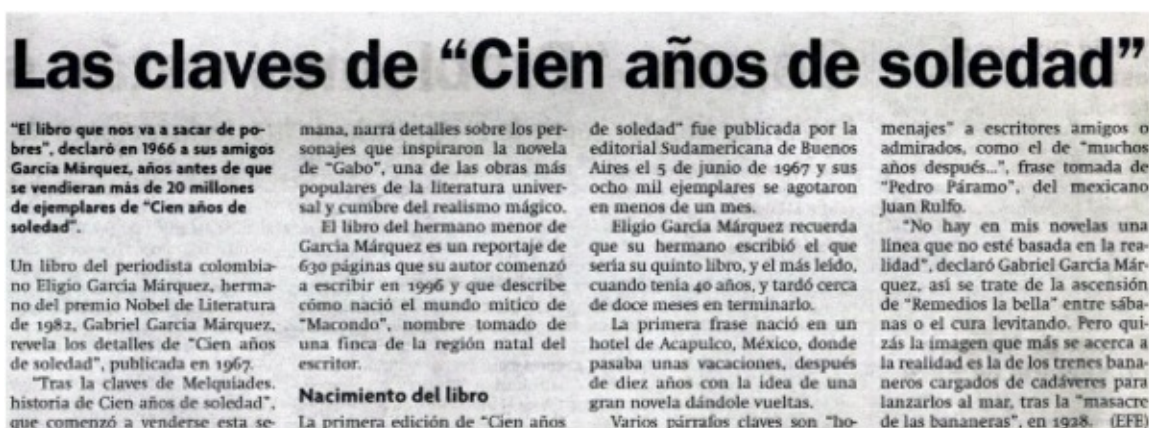 Las claves de “Cien años de soledad”
“El libro que nos va a sacar de po-
bres”, declaró en 1966 a sus amigos
García Márquez, años antes de que
se vendieran más de 20 millones
de ejemplares de “Cien años de
soledad”.
Un libro del periodista colombia-
no Eligio García Márquez, herma-
no del premio Nobel de Literatura
de 1982, Gabriel García Márquez,
revela los detalles de “Cien años
de soledad”, publicada en 1967.
“Tras la claves de Melquiades.
historia de Cien años de soledad”,
que comenzó a venderse esta se-
mana, narra detalles sobre los per-
sonajes que inspiraron la novela
de “Gabo”, una de las obras más
populares de la literatura univer-
sal y cumbre del realismo mágico.
El libro del hermano menor de
García Márquez es un reportaje de
630 páginas que su autor comenzó
a escribir en 1996 y que describe
cómo nació el mundo mítico de
“Macondo”, nombre tomado de
una finca de la región natal del
escritor.
Nacimiento del libro
La primera edición de “Cien años
de soledad” fue publicada por la
editorial Sudamericana de Buenos
Aires el 5 de junio de 1967 y sus
ocho mil ejemplares se agotaron
en menos de un mes.
Eligio García Márquez recuerda
que su hermano escribió el que
sería su quinto libro, y el más leído,
cuando tenía 40 años, y tardó cerca
de doce meses en terminarlo.
La primera frase nació en un
hotel de Acapulco, México, donde
pasaba unas vacaciones, después
de diez años con la idea de una
gran novela dándole vueltas.
Varios párrafos claves son “ho-
menajes” a escritores amigos o
admirados, como el de “muchos
años después...”, frase tomada de
“Pedro Páramo”, del mexicano
Juan Rulfo.
“No hay en mis novelas una
línea que no esté basada en la rea-
lidad”, declaró Gabriel García Már-
quez, así se trate de la ascensión
de “Remedios la bella” entre sába-
nas o el cura levitando. Pero qui-
zás la imagen que más se acerca a
la realidad es la de los trenes bana-
neros cargados de cadáveres para
lanzarlos al mar, tras la “masacre
de las bananeras”, en 1928. (EFE)